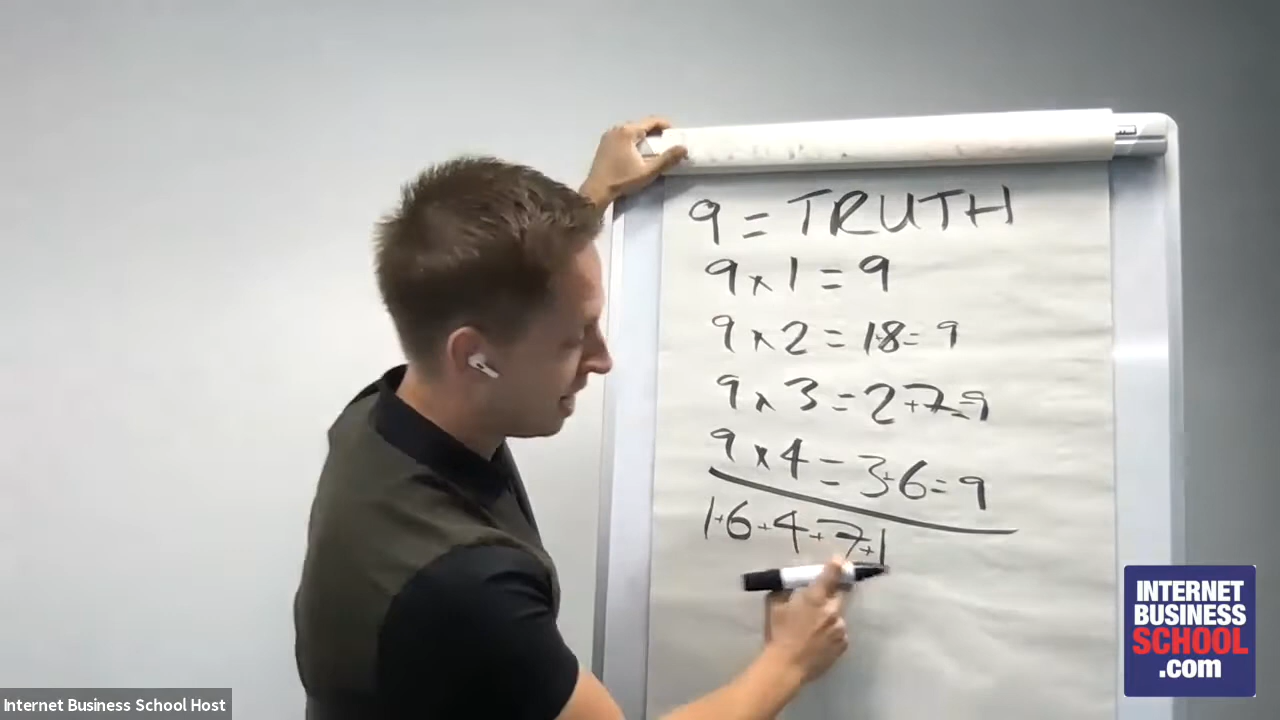 9 = TRUTH
9 x 1 = 9
9 x 2 = 18 = 9
9 x 3 = 2+7=9
9 x 4 = 3+6=9
1+6+4+7+1
INTERNET
BUSINESS
SCHOOL
.com
Internet Business School Host